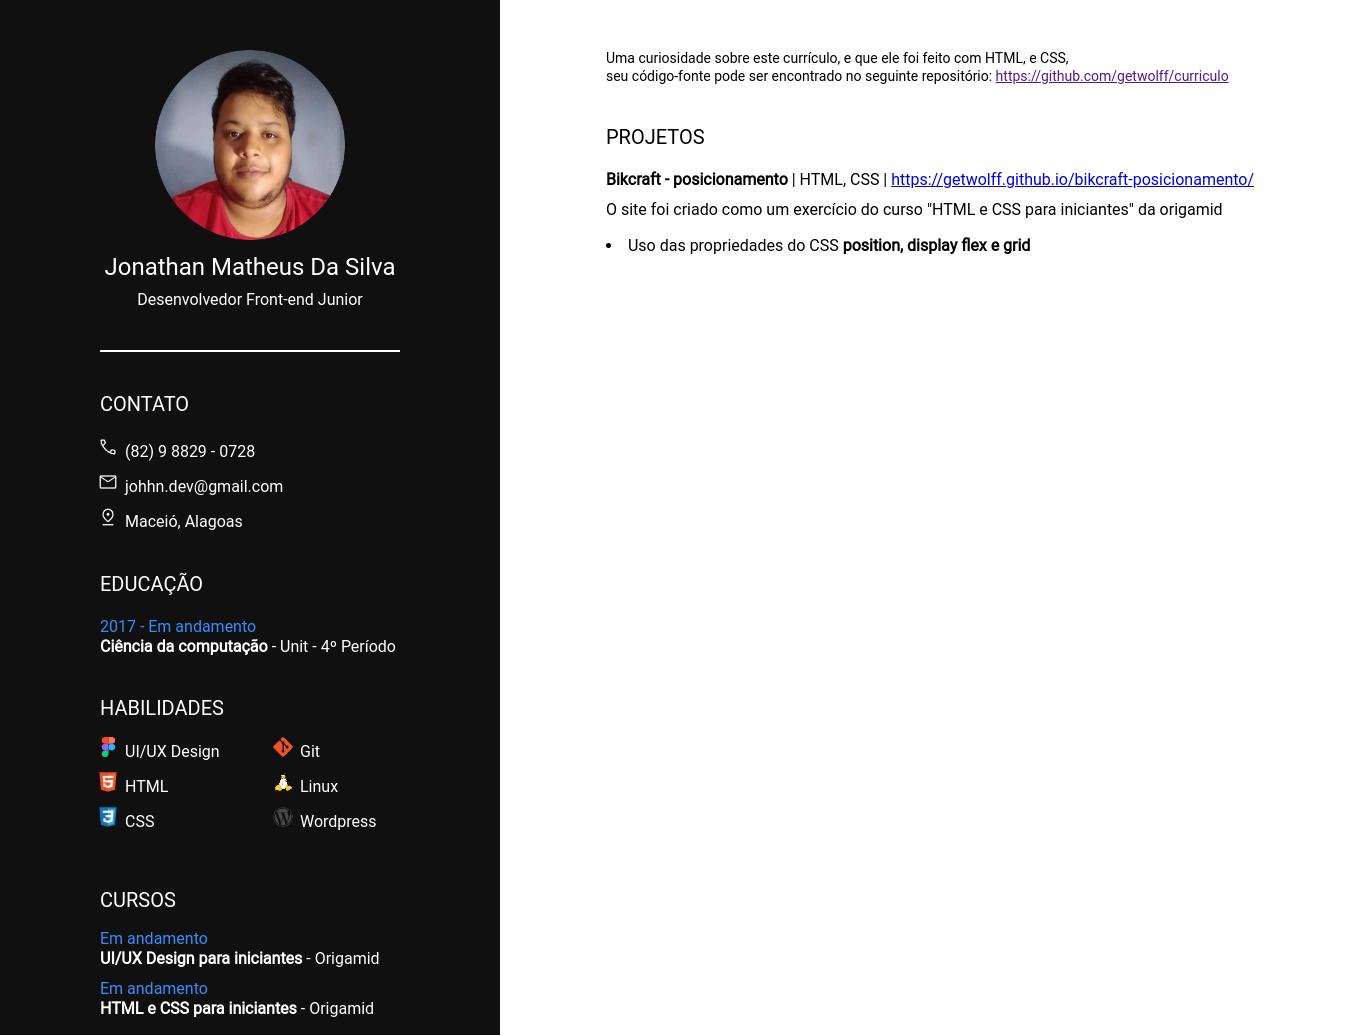 Jonathan Matheus Da Silva
Desenvolvedor Front-end Junior
CONTATO
(82) 9 8829 - 0728
johhn.dev@gmail.com
Maceió, Alagoas
EDUCAÇÃO
2017 - Em andamento
Ciência da computação - Unit - 4º Período
HABILIDADES
UI/UX Design
Git
HTML
Linux
CSS
Wordpress
CURSOS
Em andamento
UI/UX Design para iniciantes - Origamid
Em andamento
HTML e CSS para iniciantes - Origamid
Uma curiosidade sobre este currículo, e que ele foi feito com HTML, e CSS,
seu código-fonte pode ser encontrado no seguinte repositório: https://github.com/getwolff/curriculo
PROJETOS
Bikcraft - posicionamento | HTML, CSS | https://getwolff.github.io/bikcraft-posicionamento/
O site foi criado como um exercício do curso "HTML e CSS para iniciantes" da origamid
• Uso das propriedades do CSS position, display flex e grid